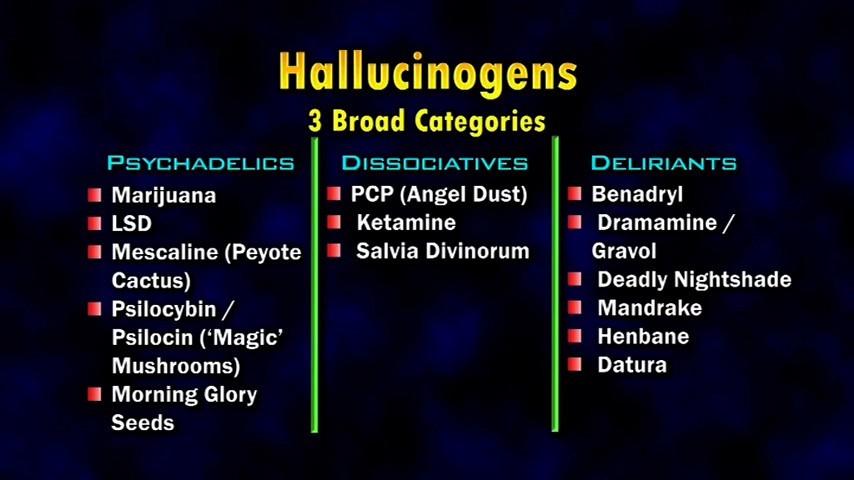 Hallucinogens
3 Broad Categories
PSYCHADELICS
Marijuana
LSD
Mescaline (Peyote
Cactus)
Psilocybin /
Psilocin (‘Magic’
Mushrooms)
Morning Glory
Seeds
DISSOCIATIVES
PCP (Angel Dust)
Ketamine
Salvia Divinorum
DELIRIANTS
Benadryl
Dramamine /
Gravol
Deadly Nightshade
Mandrake
Henbane
Datura